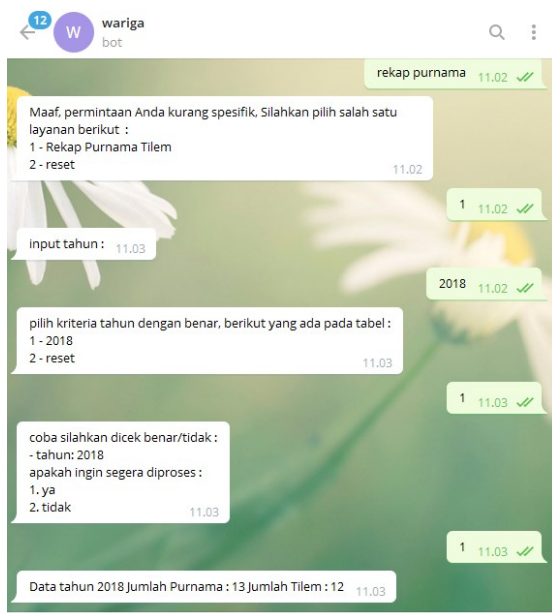 12
W
wariga
bot
rekap purnama 11.02
Maaf, permintaan Anda kurang spesifik, Silahkan pilih salah satu
layanan berikut :
1 - Rekap Purnama Tilem
2 - reset
11.02
1 11.02
input tahun : 11.03
2018 11.02
pilih kriteria tahun dengan benar, berikut yang ada pada tabel :
1 - 2018
2 - reset
11.03
1 11.03
coba silahkan dicek benar/tidak :
- tahun: 2018
apakah ingin segera diproses :
1. ya
2. tidak
11.03
1 11.03
Data tahun 2018 Jumlah Purnama : 13 Jumlah Tilem : 12 11.03